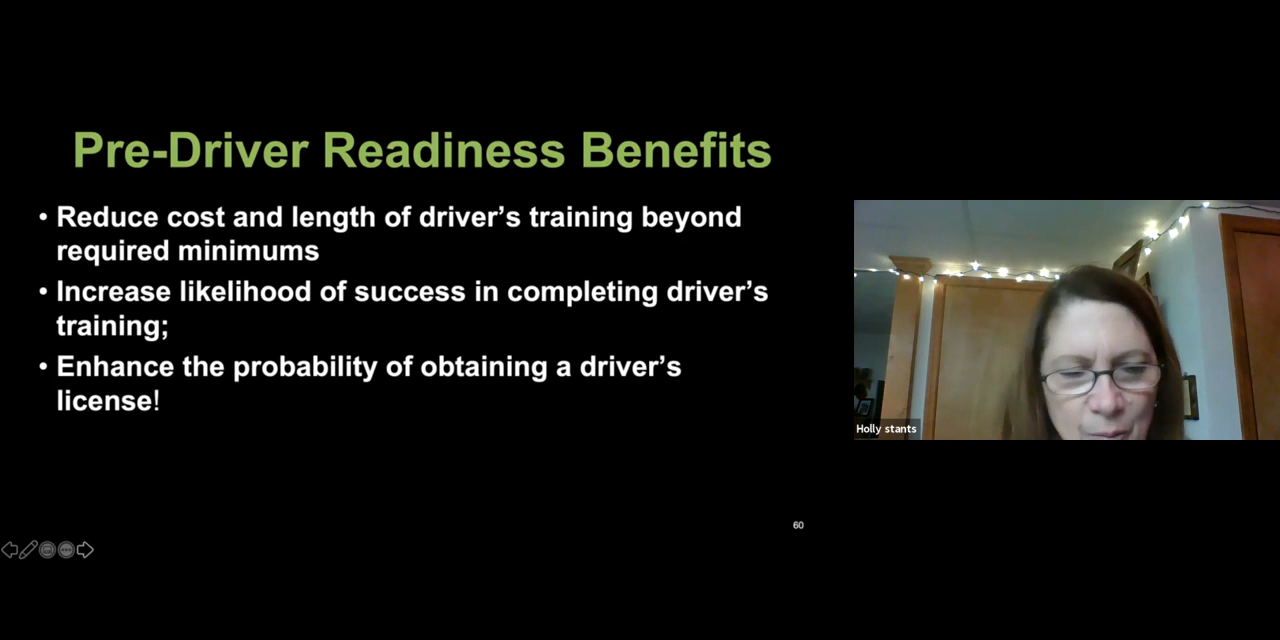 Pre-Driver Readiness Benefits
• Reduce cost and length of driver’s training beyond
required minimums
• Increase likelihood of success in completing driver’s
training;
• Enhance the probability of obtaining a driver’s
license!
Holly stants
60